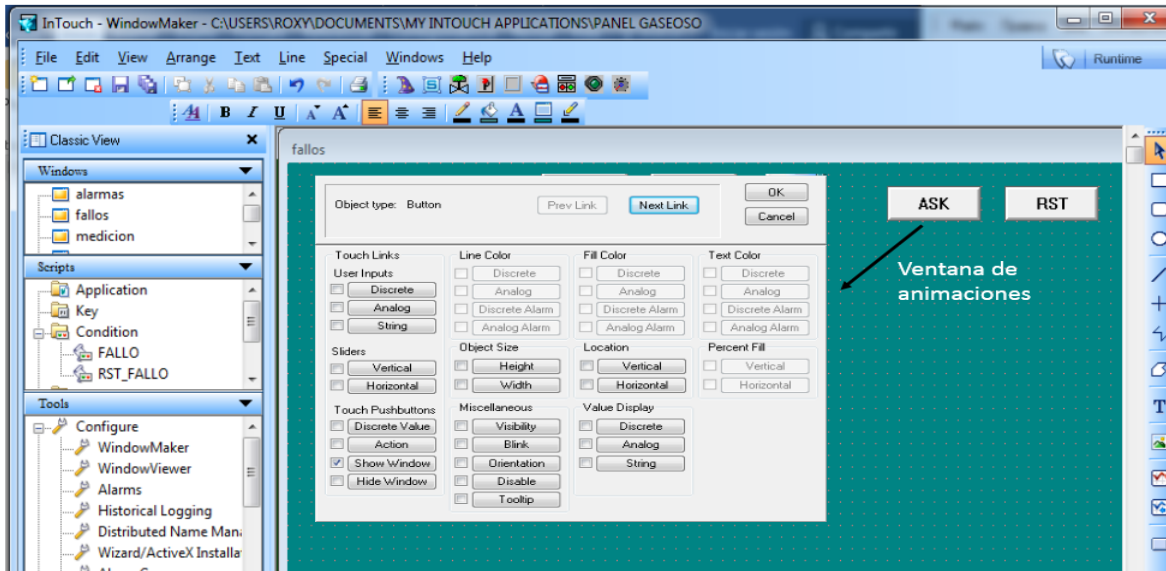 InTouch - WindowMaker - C:\USERS\ROXY\DOCUMENTS\MY INTOUCH APPLICATIONS\PANEL GASEOSO
File Edit View Arrange Text Line Special Windows Help
Runtime
B I U A A A
Classic View
fallos
Windows
alarmas
fallos
medicion
Scripts
Application
Key
Condition
FALLO
RST_FALLO
Tools
Configure
WindowMaker
WindowViewer
Alarms
Historical Logging
Distributed Name Mana
Wizard/ActiveX Installa
Object type: Button
Prev Link Next Link
OK
Cancel
Touch Links
User Inputs
Discrete
Analog
String
Sliders
Vertical
Horizontal
Touch Pushbuttons
Discrete Value
Action
Show Window
Hide Window
Line Color
Discrete
Analog
Discrete Alarm
Analog Alarm
Object Size
Height
Width
Miscellaneous
Visibility
Blink
Orientation
Disable
Tooltip
Fill Color
Discrete
Analog
Discrete Alarm
Analog Alarm
Location
Vertical
Horizontal
Value Display
Discrete
Analog
String
Text Color
Discrete
Analog
Discrete Alarm
Analog Alarm
Percent Fill
Vertical
Horizontal
ASK RST
Ventana de
animaciones
T